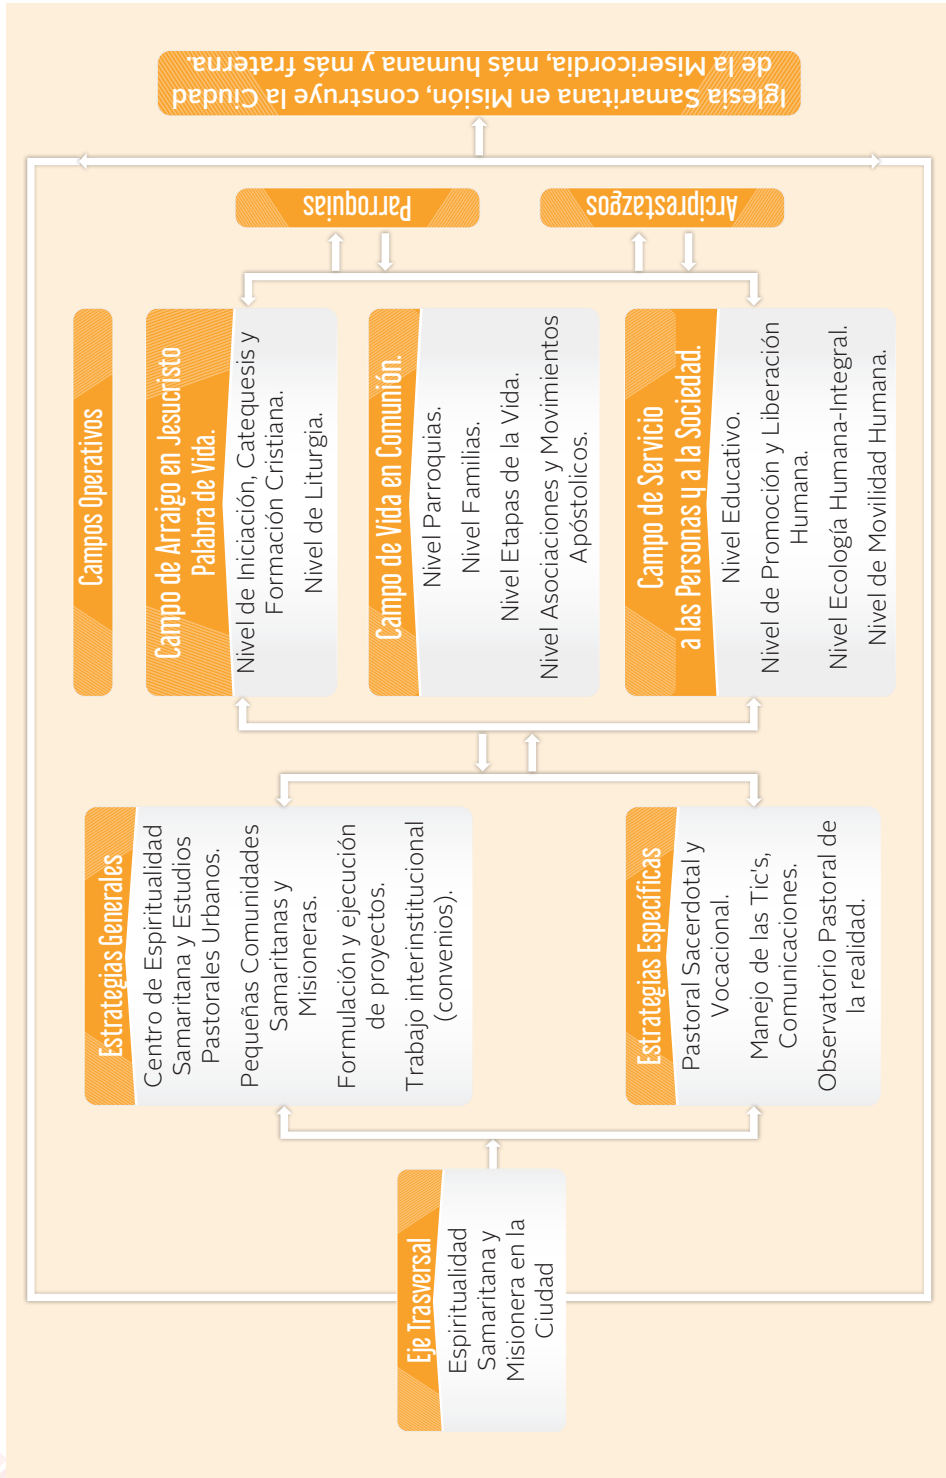 Eje Trasversal
Espiritualidad
Samaritana y
Misionera en la
Ciudad
Estrategias Generales
Centro de Espiritualidad
Samaritana y Estudios
Pastorales Urbanos.
Pequeñas Comunidades
Samaritanas y
Misioneras.
Formulación y ejecución
de proyectos.
Trabajo interinstitucional
(convenios).
Estrategias Específicas
Pastoral Sacerdotal y
Vocacional.
Manejo de las Tic's,
Comunicaciones.
Observatorio Pastoral de
la realidad.
Campos Operativos
Campo de Arraigo en Jesucristo
Palabra de Vida.
Nivel de Iniciación, Catequesis y
Formación Cristiana.
Nivel de Liturgia.
Campo de Vida en Comunión.
Nivel Parroquias.
Nivel Familias.
Nivel Etapas de la Vida.
Nivel Asociaciones y Movimientos
Apóstolicos.
Campo de Servicio
a las Personas y a la Sociedad.
Nivel Educativo.
Nivel de Promoción y Liberación
Humana.
Nivel Ecología Humana-Integral.
Nivel de Movilidad Humana.
Parroquias
Arciprestazgos
Iglesia Samaritana en Misión, construye la Ciudad
de la Misericordia, más humana y más fraterna.